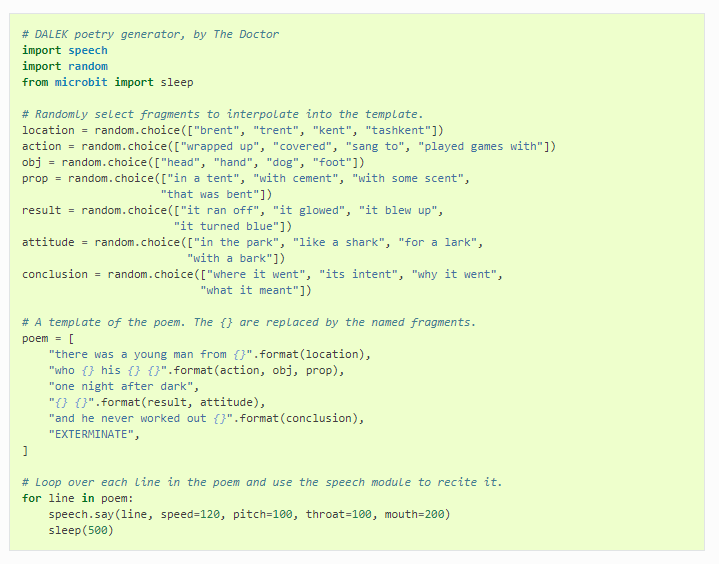 # DALEK poetry generator, by The Doctor
import speech
import random
from microbit import sleep

# Randomly select fragments to interpolate into the template.
location = random.choice(["brent", "trent", "kent", "tashkent"])
action = random.choice(["wrapped up", "covered", "sang to", "played games with"])
obj = random.choice(["head", "hand", "dog", "foot"])
prop = random.choice(["in a tent", "with cement", "with some scent",
                     "that was bent"])
result = random.choice(["it ran off", "it glowed", "it blew up",
                       "it turned blue"])
attitude = random.choice(["in the park", "like a shark", "for a lark",
                         "with a bark"])
conclusion = random.choice(["where it went", "its intent", "why it went",
                           "what it meant"])

# A template of the poem. The {} are replaced by the named fragments.
poem = [
    "there was a young man from {}".format(location),
    "who {} his {} {}".format(action, obj, prop),
    "one night after dark",
    "{} {}".format(result, attitude),
    "and he never worked out {}".format(conclusion),
    "EXTERMINATE",
]

# Loop over each line in the poem and use the speech module to recite it.
for line in poem:
    speech.say(line, speed=120, pitch=100, throat=100, mouth=200)
    sleep(500)